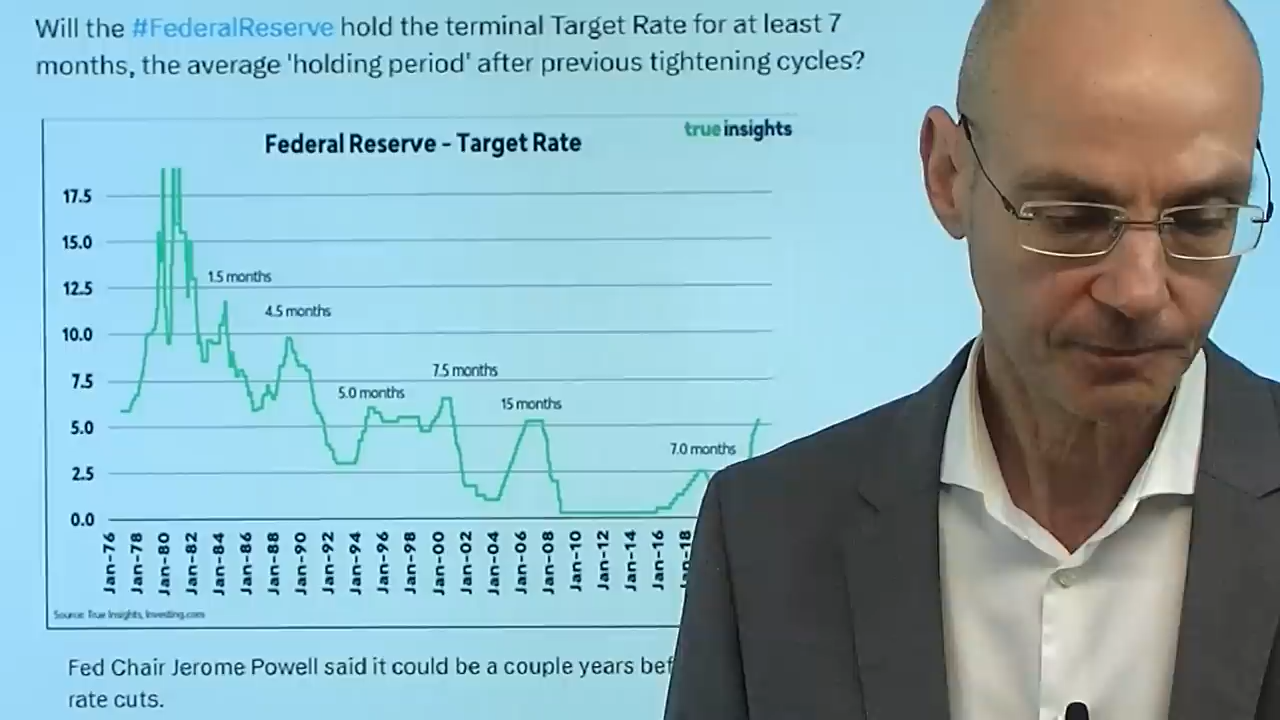 Will the #FederalReserve hold the terminal Target Rate for at least 7
months, the average 'holding period' after previous tightening cycles?
Federal Reserve - Target Rate
trueinsights
17.5
15.0
12.5
10.0
7.5
5.0
2.5
0.0
1.5 months
4.5 months
5.0 months
7.5 months
15 months
7.0 months
Jan-76
Jan-78
Jan-80
Jan-82
Jan-84
Jan-86
Jan-88
Jan-90
Jan-92
Jan-94
Jan-96
Jan-98
Jan-00
Jan-02
Jan-04
Jan-06
Jan-08
Jan-10
Jan-12
Jan-14
Jan-16
Jan-18
Source: True Insights, Investing.com
Fed Chair Jerome Powell said it could be a couple years
rate cuts.